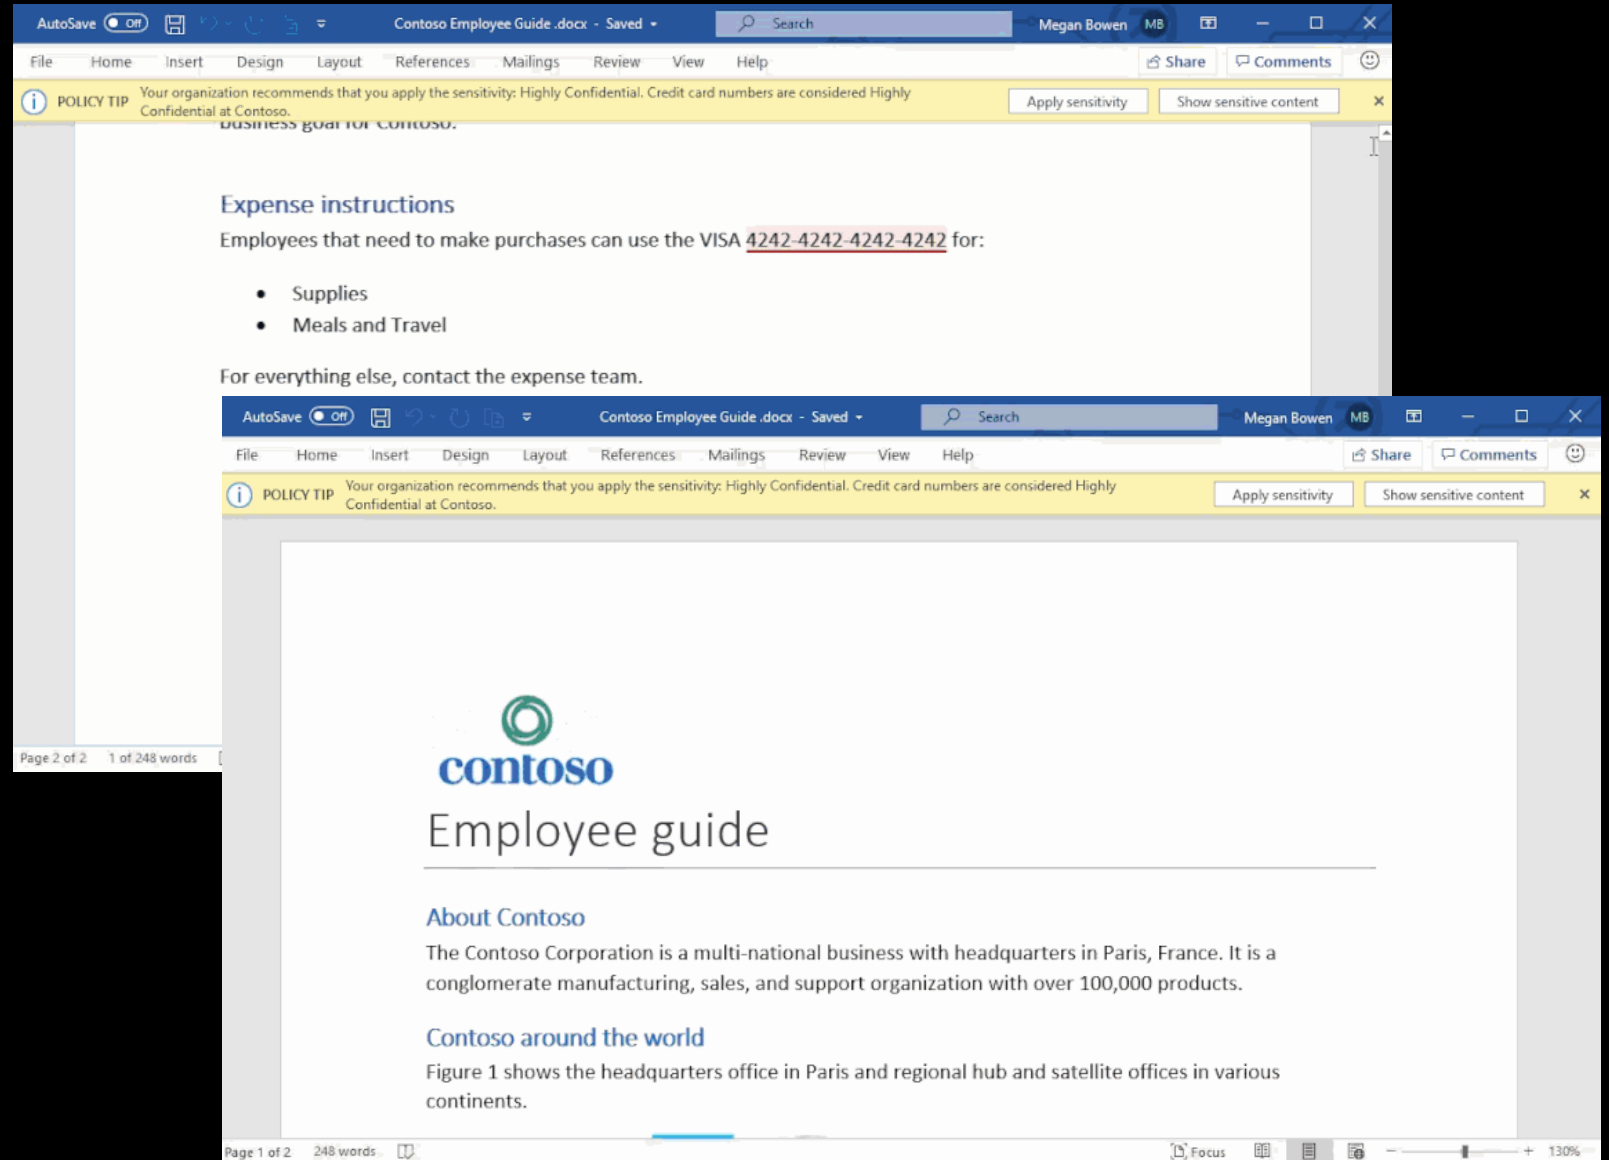 AutoSave Off Contoso Employee Guide .docx - Saved Search Megan Bowen MB
File Home Insert Design Layout References Mailings Review View Help Share Comments
POLICY TIP Your organization recommends that you apply the sensitivity: Highly Confidential. Credit card numbers are considered Highly
Confidential at Contoso.
Apply sensitivity Show sensitive content
business goal for Contoso.
Expense instructions
Employees that need to make purchases can use the VISA 4242-4242-4242-4242 for:
• Supplies
• Meals and Travel
For everything else, contact the expense team.
Page 2 of 2 1 of 248 words
AutoSave Off Contoso Employee Guide .docx - Saved Search Megan Bowen MB
File Home Insert Design Layout References Mailings Review View Help Share Comments
POLICY TIP Your organization recommends that you apply the sensitivity: Highly Confidential. Credit card numbers are considered Highly
Confidential at Contoso.
Apply sensitivity Show sensitive content
contoso
Employee guide
About Contoso
The Contoso Corporation is a multi-national business with headquarters in Paris, France. It is a
conglomerate manufacturing, sales, and support organization with over 100,000 products.
Contoso around the world
Figure 1 shows the headquarters office in Paris and regional hub and satellite offices in various
continents.
Page 1 of 2 248 words Focus 130%